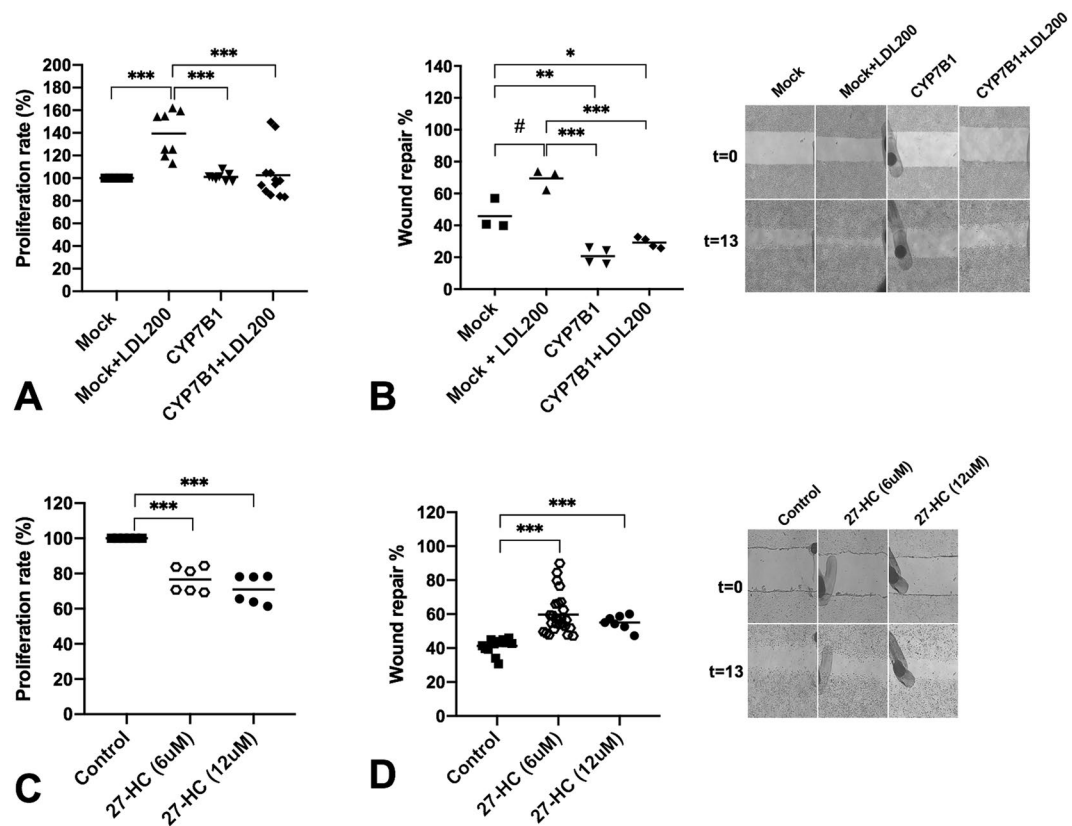 Proliferation rate (%)
200
180
160
140
120
100
80
60
40
20
0
***
***
***
Mock
Mock+LDL200
CYP7B1
CYP7B1+LDL200
A
Wound repair %
140
120
100
80
60
40
20
0
*
**
***
#
***
Mock
Mock + LDL200
CYP7B1
CYP7B1+LDL200
B
Mock
Mock+LDL200
CYP7B1
CYP7B1+LDL200
t=0
t=13
Proliferation rate (%)
120
100
80
60
40
20
0
***
***
Control
27-HC (6uM)
27-HC (12uM)
C
Wound repair %
120
100
80
60
40
20
0
***
***
Control
27-HC (6uM)
27-HC (12uM)
D
Control
27-HC (6uM)
27-HC (12uM)
t=0
t=13